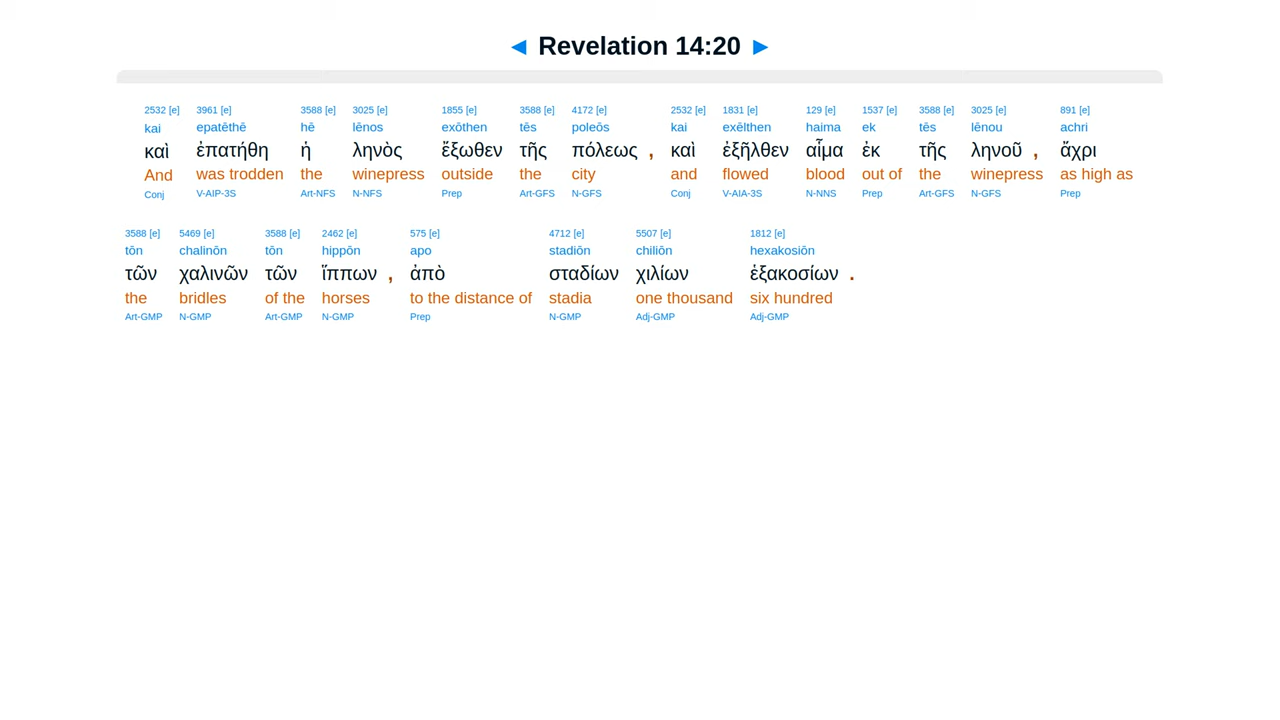 ◄ Revelation 14:20 ►
2532 [e] 3961 [e] 3588 [e] 3025 [e] 1855 [e] 3588 [e] 4172 [e] 2532 [e] 1831 [e] 129 [e] 1537 [e] 3588 [e] 3025 [e] 891 [e]
kai epatēthē hē lēnos exōthen tēs poleōs kai exēlthen haima ek tēs lēnou achri
καὶ ἐπατήθη ἡ ληνὸς ἔξωθεν τῆς πόλεως , καὶ ἐξῆλθεν αἷμα ἐκ τῆς ληνοῦ , ἄχρι
And was trodden the winepress outside the city and flowed blood out of the winepress as high as
Conj V-AIP-3S Art-NFS N-NFS Prep Art-GFS N-GFS Conj V-AIA-3S N-NNS Prep Art-GFS N-GFS Prep
3588 [e] 5469 [e] 3588 [e] 2462 [e] 575 [e] 4712 [e] 5507 [e] 1812 [e]
tōn chalinōn tōn hippōn apo stadiōn chiliōn hexakosiōn
τῶν χαλινῶν τῶν ἵππων , ἀπὸ σταδίων χιλίων ἑξακοσίων .
the bridles of the horses to the distance of stadia one thousand six hundred
Art-GMP N-GMP Art-GMP N-GMP Prep N-GMP Adj-GMP Adj-GMP